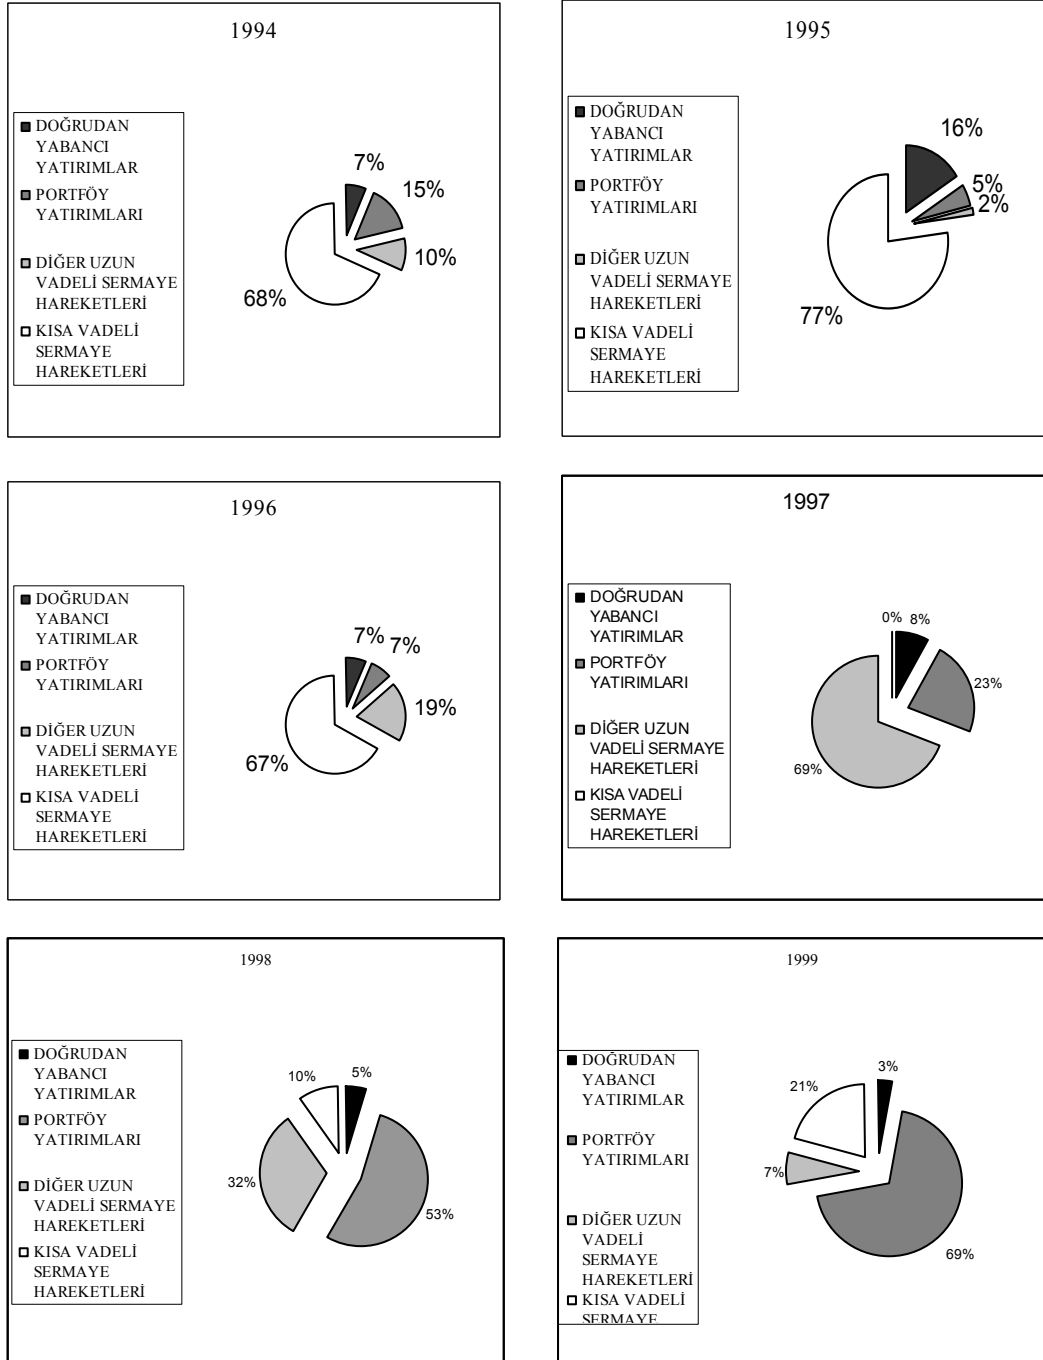 1994
DOĞRUDAN
YABANCI
YATIRIMLAR
PORTFÖY
YATIRIMLARI
DİĞER UZUN
VADELİ SERMAYE
HAREKETLERİ
KISA VADELİ
SERMAYE
HAREKETLERİ
7%
15%
10%
68%
1995
DOĞRUDAN
YABANCI
YATIRIMLAR
PORTFÖY
YATIRIMLARI
DİĞER UZUN
VADELİ SERMAYE
HAREKETLERİ
KISA VADELİ
SERMAYE
HAREKETLERİ
16%
5%
2%
77%
1996
DOĞRUDAN
YABANCI
YATIRIMLAR
PORTFÖY
YATIRIMLARI
DİĞER UZUN
VADELİ SERMAYE
HAREKETLERİ
KISA VADELİ
SERMAYE
HAREKETLERİ
7%
7%
19%
67%
1997
DOĞRUDAN
YABANCI
YATIRIMLAR
PORTFÖY
YATIRIMLARI
DİĞER UZUN
VADELİ SERMAYE
HAREKETLERİ
KISA VADELİ
SERMAYE
HAREKETLERİ
0%
8%
23%
69%
1998
DOĞRUDAN
YABANCI
YATIRIMLAR
PORTFÖY
YATIRIMLARI
DİĞER UZUN
VADELİ SERMAYE
HAREKETLERİ
KISA VADELİ
SERMAYE
HAREKETLERİ
10%
5%
32%
53%
1999
DOĞRUDAN
YABANCI
YATIRIMLAR
PORTFÖY
YATIRIMLARI
DİĞER UZUN
VADELİ
SERMAYE
HAREKETLERİ
KISA VADELİ
SERMAYE
3%
21%
7%
69%